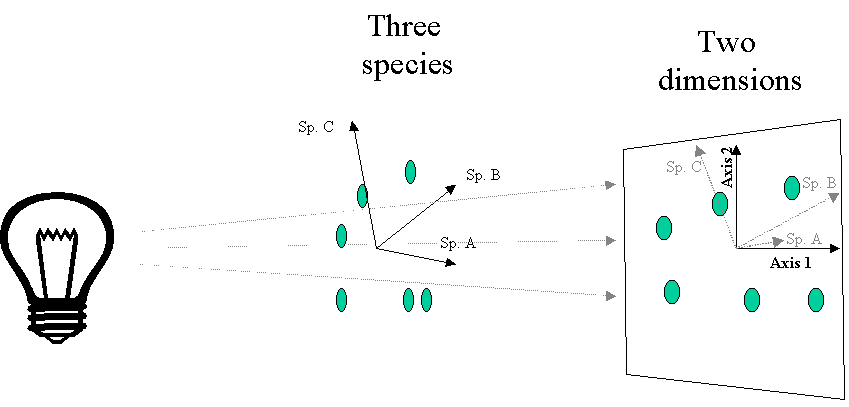 Three
species
Two
dimensions
Sp. C
Sp. B
Sp. A
Sp. C
Axis 2
Sp. B
Sp. A
Axis 1